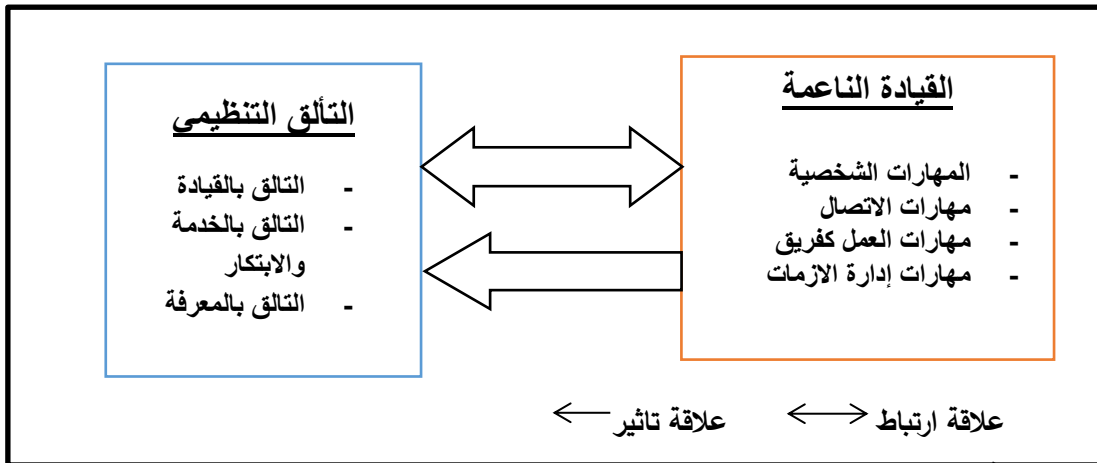 القيادة الناعمة
- المهارات الشخصية
- مهارات الاتصال
- مهارات العمل كفريق
- مهارات إدارة الازمات
التألق التنظيمي
- التالق بالقيادة
- التالق بالخدمة
والابتكار
- التالق بالمعرفة
علاقة ارتباط
علاقة تاثير